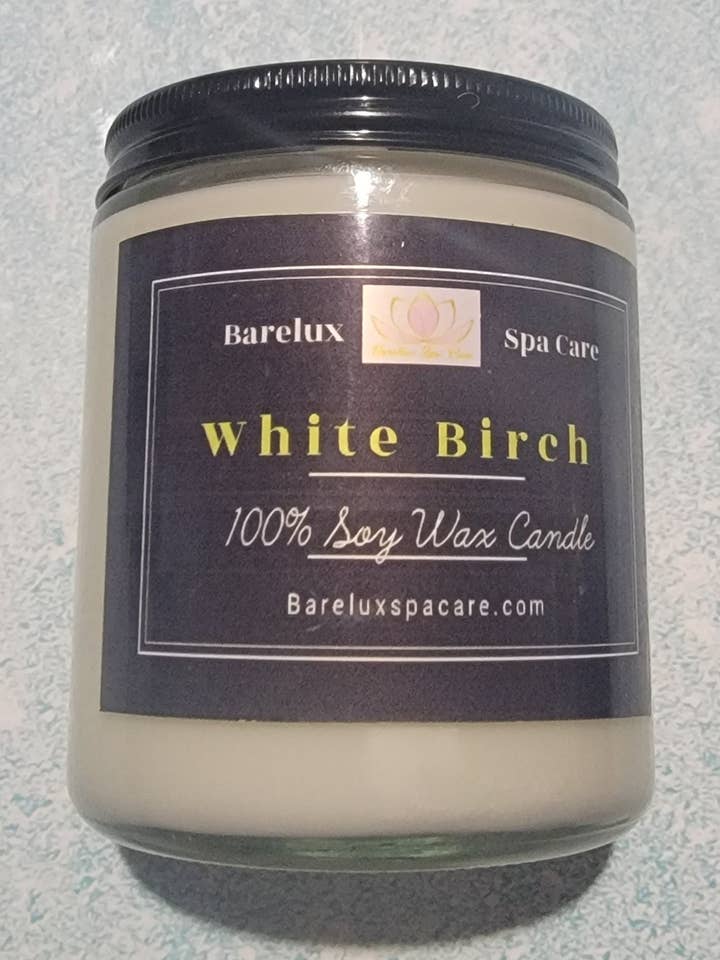 Barelux Spa Care
White Birch
100% Soy Wax Candle
Bareluxspacare.com